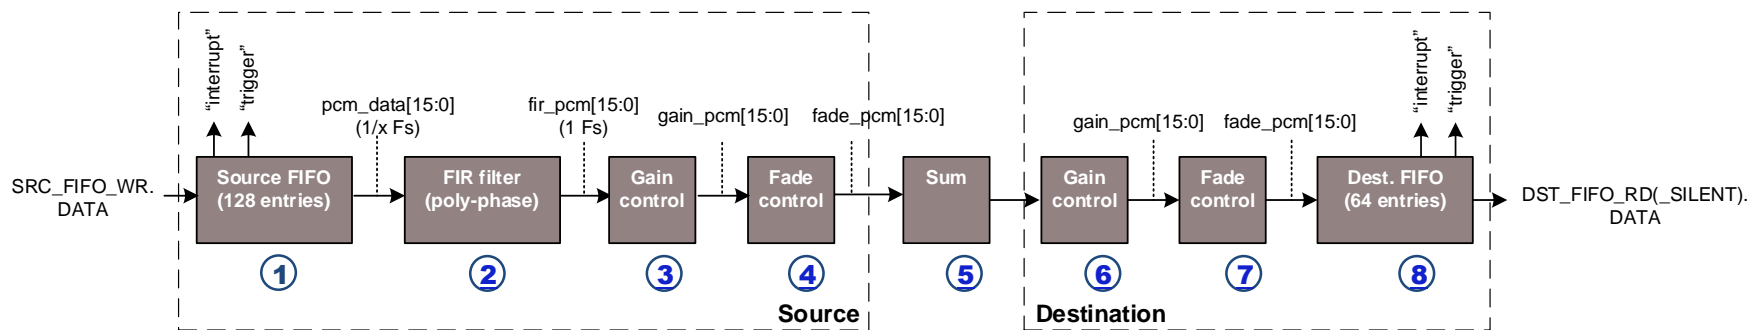 "interrupt"
"trigger"
pcm_data[15:0]
(1/x Fs)
fir_pcm[15:0]
(1 Fs)
gain_pcm[15:0]
fade_pcm[15:0]
gain_pcm[15:0]
fade_pcm[15:0]
"interrupt"
"trigger"
SRC_FIFO_WR.
DATA
Source FIFO
(128 entries)
FIR filter
(poly-phase)
Gain
control
Fade
control
Sum
Gain
control
Fade
control
Dest. FIFO
(64 entries)
DST_FIFO_RD(_SILENT).
DATA
1
2
3
4
5
6
7
8
Source
Destination